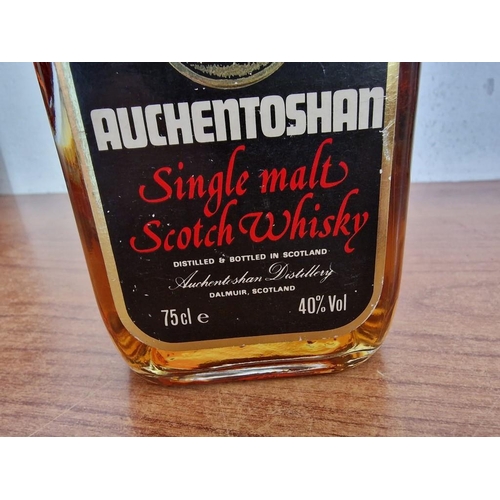 AUCHENTOSHAN
Single malt
Scotch Whisky
DISTILLED & BOTTLED IN SCOTLAND
Auchentoshan Distillery
DALMUIR, SCOTLAND
75cl e 40% Vol